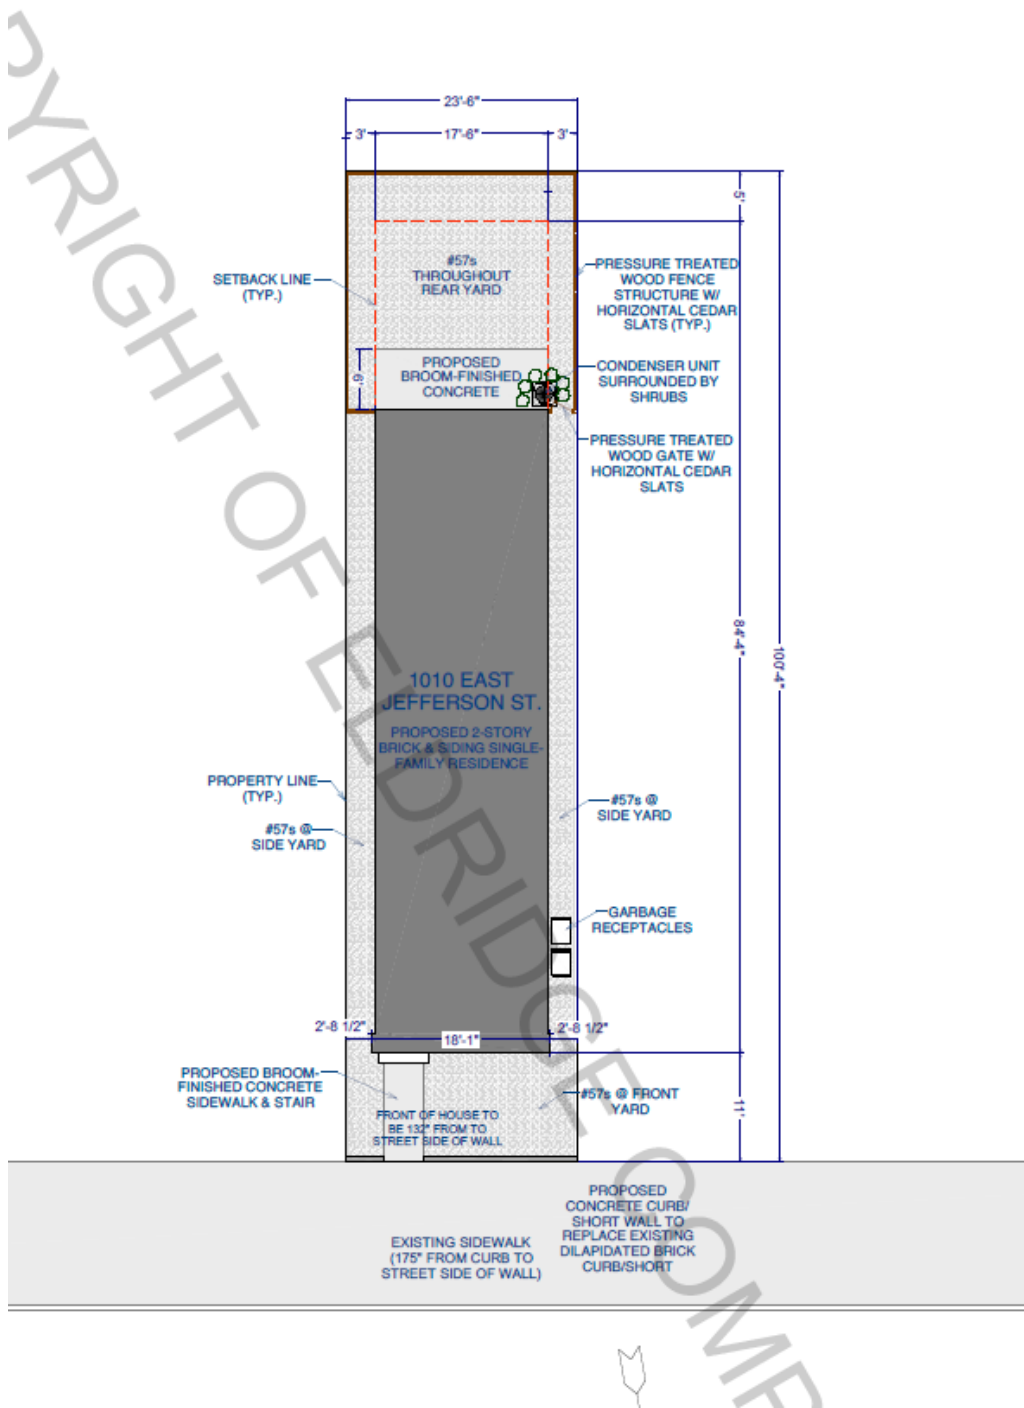 23'-6"
3'
17'-6"
3'
5'
#57s
THROUGHOUT
REAR YARD
SETBACK LINE
(TYP.)
PRESSURE TREATED
WOOD FENCE
STRUCTURE W/
HORIZONTAL CEDAR
SLATS (TYP.)
PROPOSED
BROOM-FINISHED
CONCRETE
6'
CONDENSER UNIT
SURROUNDED BY
SHRUBS
PRESSURE TREATED
WOOD GATE W/
HORIZONTAL CEDAR
SLATS
84'-4"
100'-4"
1010 EAST
JEFFERSON ST.
PROPOSED 2-STORY
BRICK & SIDING SINGLE-
FAMILY RESIDENCE
PROPERTY LINE
(TYP.)
#57s @
SIDE YARD
#57s @
SIDE YARD
GARBAGE
RECEPTACLES
2'-8 1/2"
18'-1"
2'-8 1/2"
PROPOSED BROOM-
FINISHED CONCRETE
SIDEWALK & STAIR
#57s @ FRONT
YARD
11'
FRONT OF HOUSE TO
BE 132" FROM TO
STREET SIDE OF WALL
PROPOSED
CONCRETE CURB/
SHORT WALL TO
REPLACE EXISTING
DILAPIDATED BRICK
CURB/SHORT
EXISTING SIDEWALK
(175" FROM CURB TO
STREET SIDE OF WALL)
PYRIGHT OF ELDRIDGE COMP